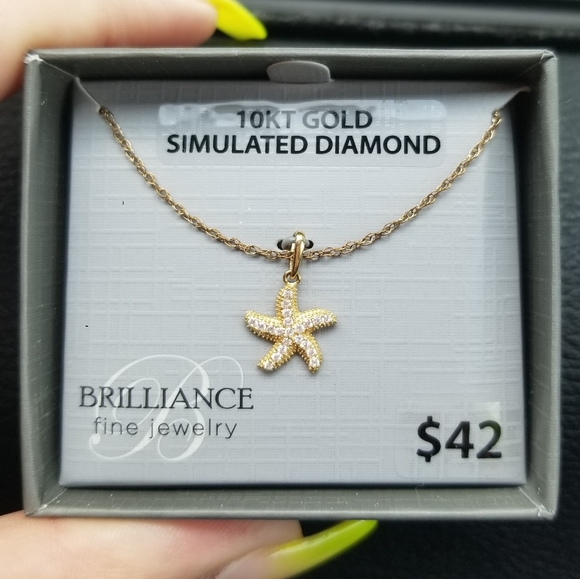 10KT GOLD
SIMULATED DIAMOND
BRILLIANCE
fine jewelry
$42